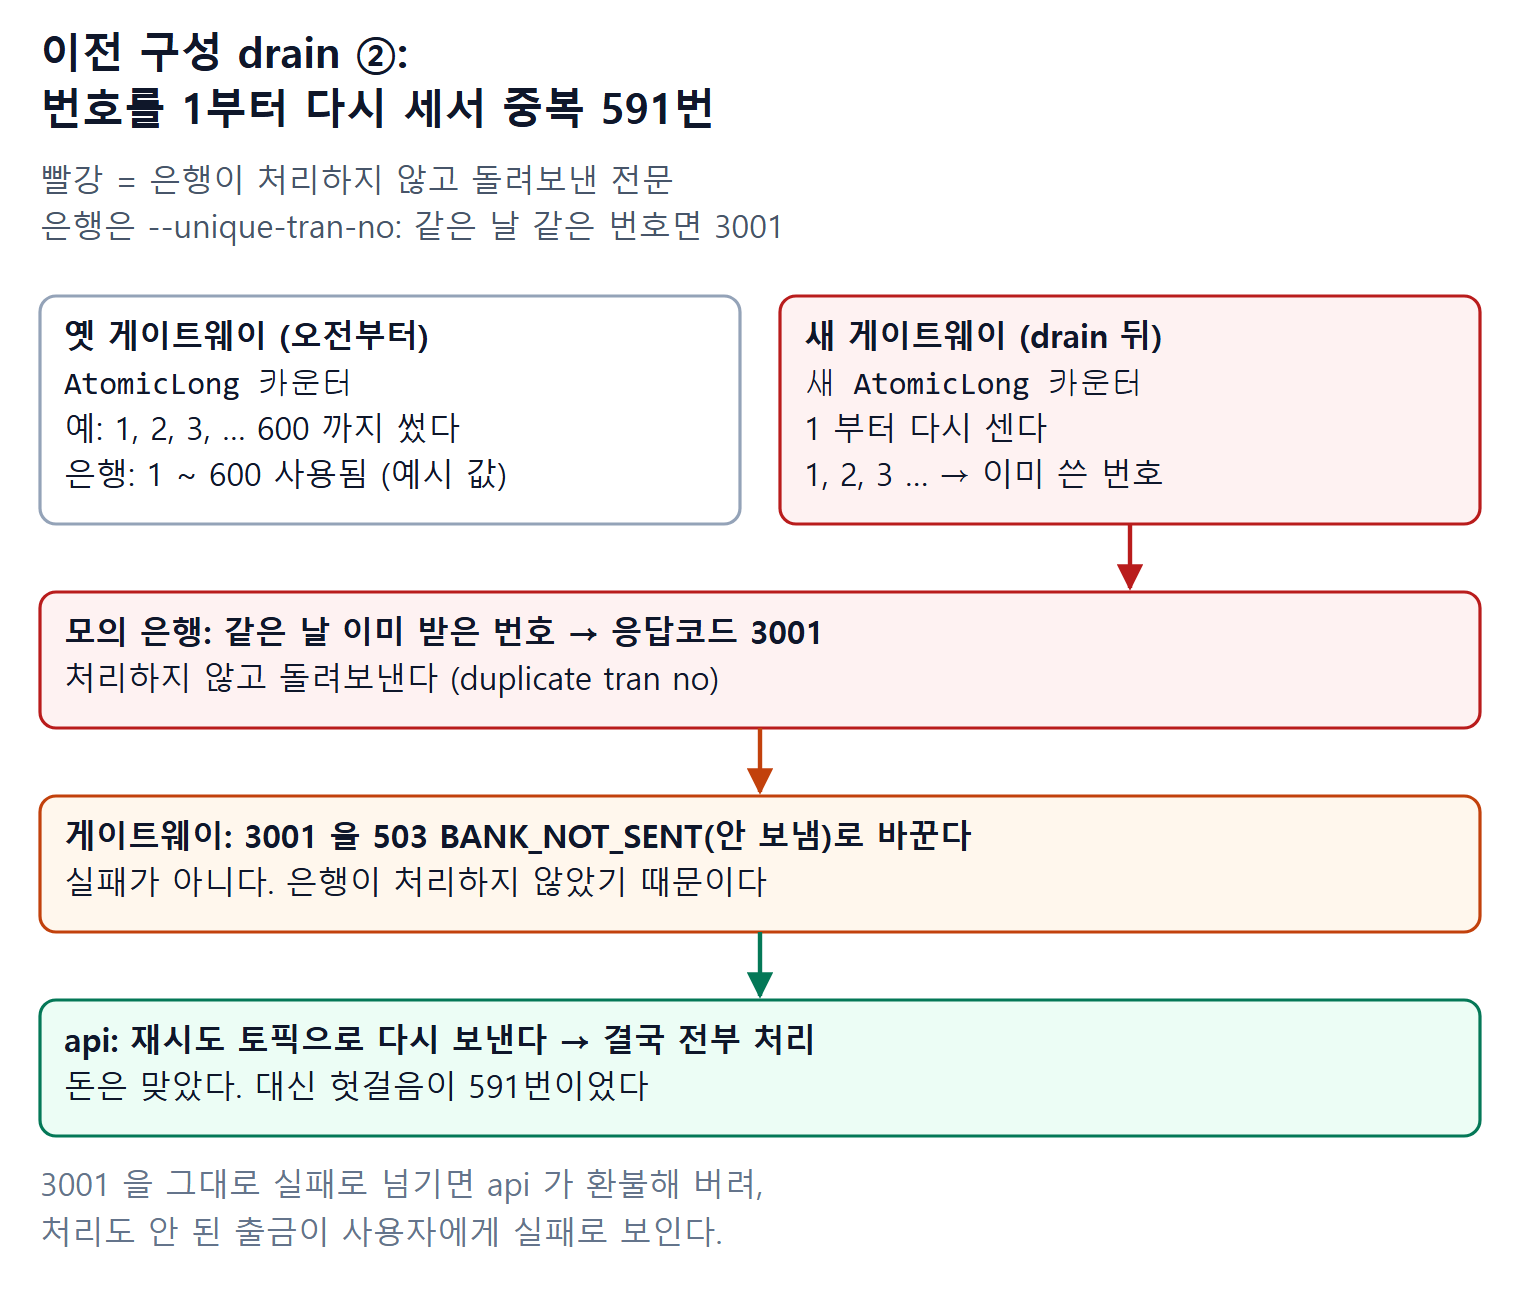 이전 구성 drain ②:
번호를 1부터 다시 세서 중복 591번
빨강 = 은행이 처리하지 않고 돌려보낸 전문
은행은 --unique-tran-no: 같은 날 같은 번호면 3001
옛 게이트웨이 (오전부터)
AtomicLong 카운터
예: 1, 2, 3, … 600 까지 썼다
은행: 1 ~ 600 사용됨 (예시 값)
새 게이트웨이 (drain 뒤)
새 AtomicLong 카운터
1 부터 다시 센다
1, 2, 3 … → 이미 쓴 번호
모의 은행: 같은 날 이미 받은 번호 → 응답코드 3001
처리하지 않고 돌려보낸다 (duplicate tran no)
게이트웨이: 3001 을 503 BANK_NOT_SENT(안 보냄)로 바꾼다
실패가 아니다. 은행이 처리하지 않았기 때문이다
api: 재시도 토픽으로 다시 보낸다 → 결국 전부 처리
돈은 맞았다. 대신 헛걸음이 591번이었다
3001 을 그대로 실패로 넘기면 api 가 환불해 버려,
처리도 안 된 출금이 사용자에게 실패로 보인다.